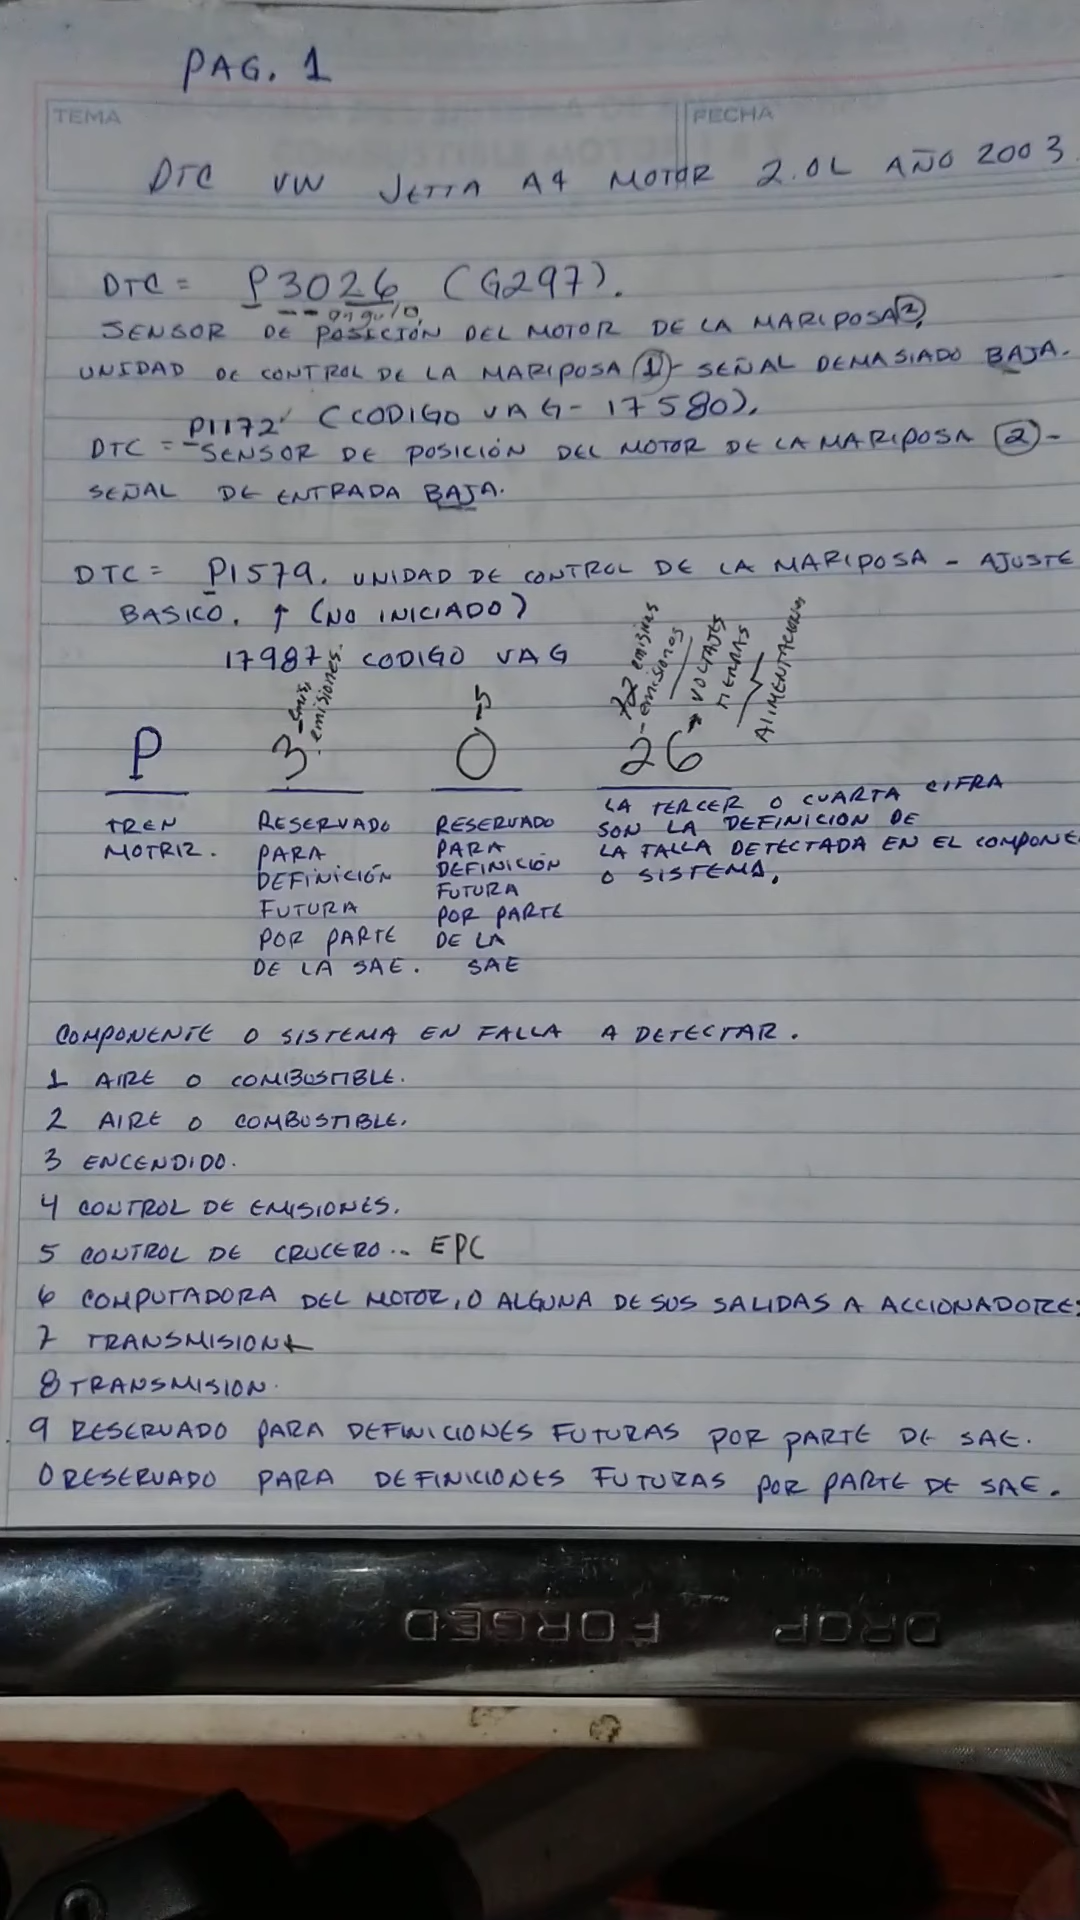 PAG. 1
TEMA
FECHA
DTC VW JETTA A4 MOTOR 2.0L AÑO 2003
DTC = P3026 (G297).
angulo
SENSOR DE POSICIÓN DEL MOTOR DE LA MARIPOSA 2,
UNIDAD DE CONTROL DE LA MARIPOSA 1 - SEÑAL DEMASIADO BAJA.
P1172 (CODIGO VAG - 17580).
DTC = SENSOR DE POSICIÓN DEL MOTOR DE LA MARIPOSA 2 -
SEÑAL DE ENTRADA BAJA.
DTC = P1579. UNIDAD DE CONTROL DE LA MARIPOSA - AJUSTE
BASICO. ↑ (NO INICIADO)
17987. CODIGO VAG
P
3 - emis.
- emisiones.
0 - 5
26
emisiones
→ VOLTAJES
TIERRAS
ALIMENTACIONES
TREN
MOTRIZ.
RESERVADO
PARA
DEFINICIÓN
FUTURA
POR PARTE
DE LA SAE.
RESERVADO
PARA
DEFINICIÓN
FUTURA
POR PARTE
DE LA
SAE
LA TERCER O CUARTA CIFRA
SON LA DEFINICION DE
LA FALLA DETECTADA EN EL COMPONE
O SISTEMA.
COMPONENTE O SISTEMA EN FALLA A DETECTAR.
1 AIRE O COMBUSTIBLE.
2 AIRE O COMBUSTIBLE.
3 ENCENDIDO.
4 CONTROL DE EMISIONES.
5 CONTROL DE CRUCERO.. EPC
6 COMPUTADORA DEL MOTOR, O ALGUNA DE SUS SALIDAS A ACCIONADORES
7 TRANSMISION
8 TRANSMISION.
9 RESERVADO PARA DEFINICIONES FUTURAS POR PARTE DE SAE.
0 RESERVADO PARA DEFINICIONES FUTURAS POR PARTE DE SAE.
DROP FORGED